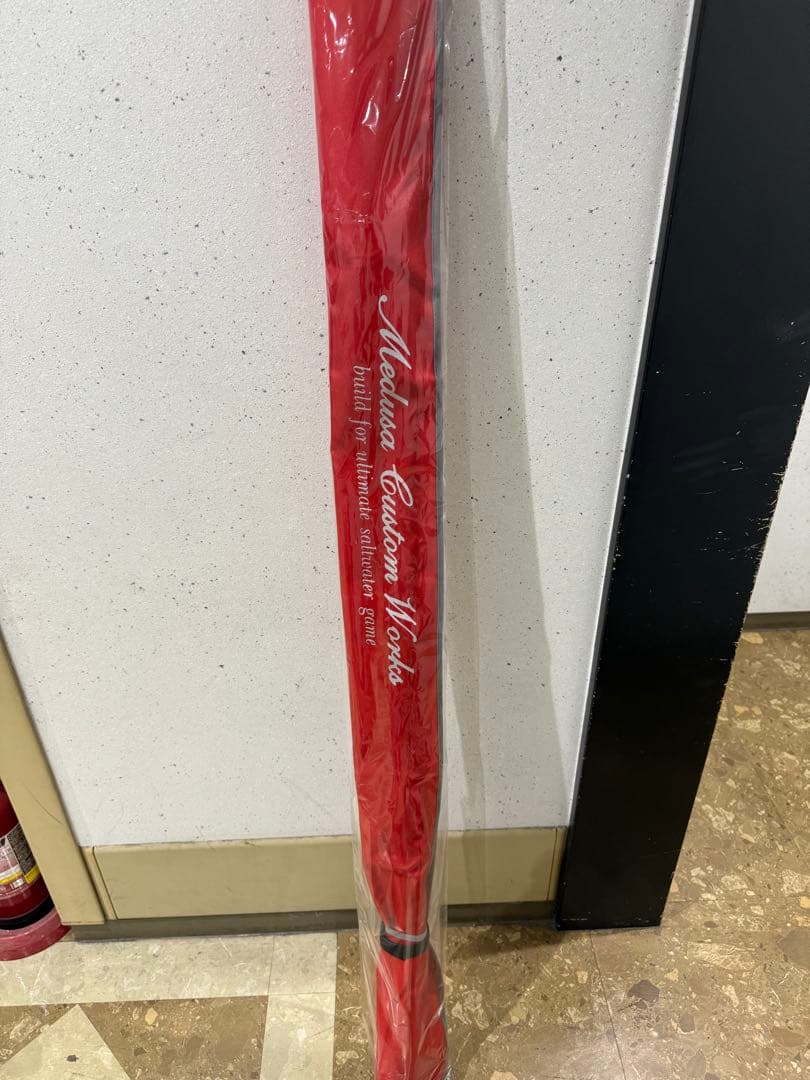 Medusa Custom Works
build for ultimate saltwater game